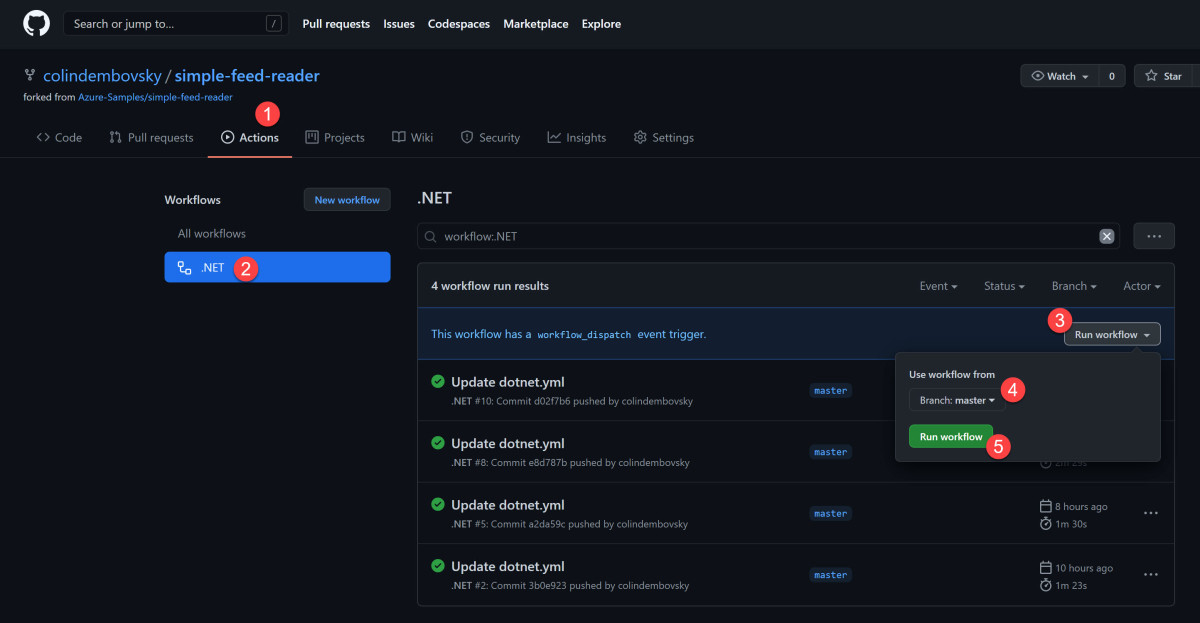 Search or jump to... /
Pull requests Issues Codespaces Marketplace Explore
colindembovsky / simple-feed-reader
Watch 0 Star
forked from Azure-Samples/simple-feed-reader
1
Code Pull requests Actions Projects Wiki Security Insights Settings
Workflows New workflow
All workflows
.NET 2
.NET
workflow:.NET
4 workflow run results Event Status Branch Actor
This workflow has a workflow_dispatch event trigger.
3 Run workflow
Use workflow from
Branch: master 4
Run workflow 5
Update dotnet.yml
.NET #10: Commit d02f7b6 pushed by colindembovsky
master
Update dotnet.yml
.NET #8: Commit e8d787b pushed by colindembovsky
master
2m 23s
Update dotnet.yml
.NET #5: Commit a2da59c pushed by colindembovsky
master
8 hours ago
1m 30s
Update dotnet.yml
.NET #2: Commit 3b0e923 pushed by colindembovsky
master
10 hours ago
1m 23s